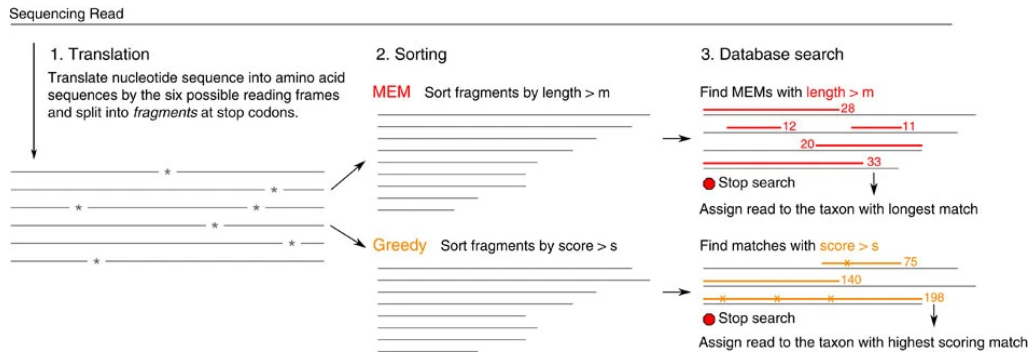 Sequencing Read
1. Translation
Translate nucleotide sequence into amino acid
sequences by the six possible reading frames
and split into fragments at stop codons.
*
*
* *
*
*
*
2. Sorting
MEM Sort fragments by length > m
Greedy Sort fragments by score > s
3. Database search
Find MEMs with length > m
28
12 11
20
33
Stop search
Assign read to the taxon with longest match
Find matches with score > s
x 75
140
x x x 198
Stop search
Assign read to the taxon with highest scoring match